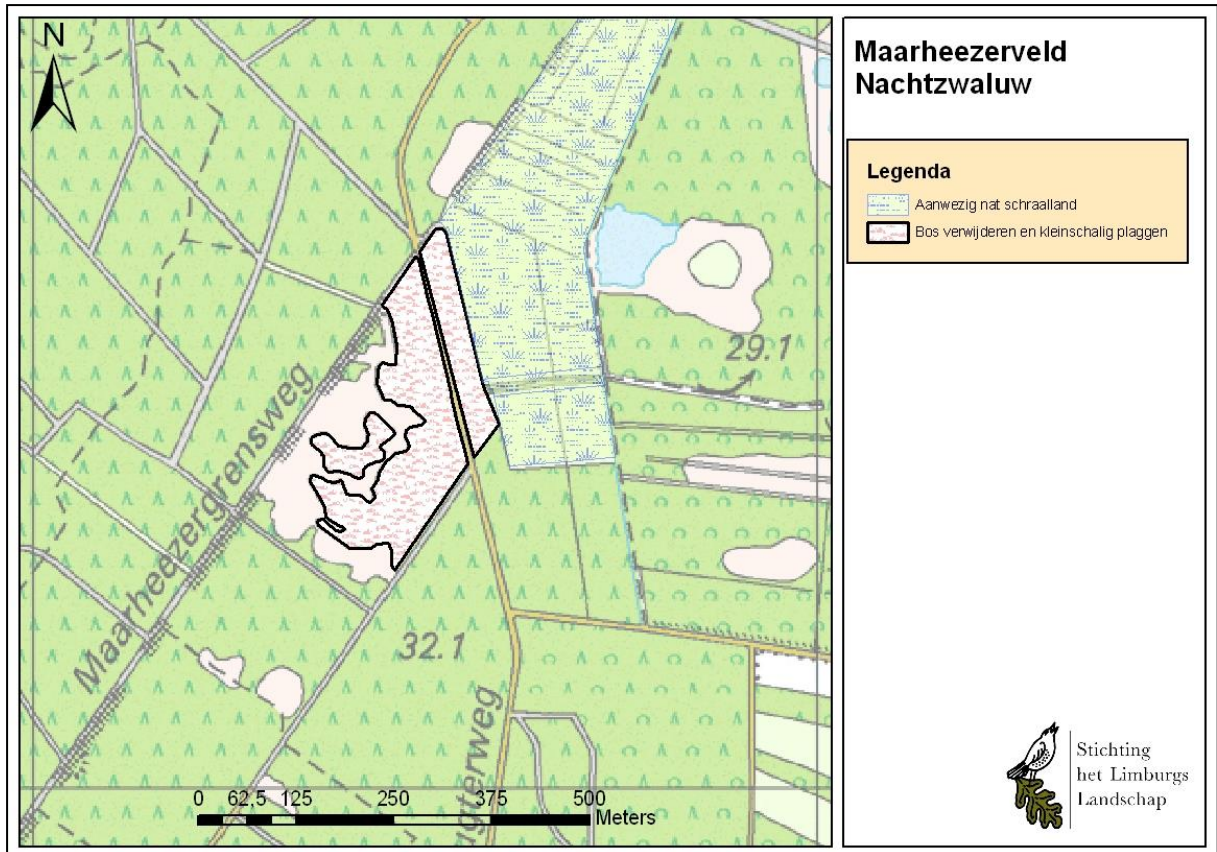 N
Maarheezergrensweg
29.1
32.1
ugterweg
0 62.5 125 250 375 500
Meters
Maarheezerveld
Nachtzwaluw
Legenda
Aanwezig nat schraalland
Bos verwijderen en kleinschalig plaggen
Stichting
het Limburgs
Landschap